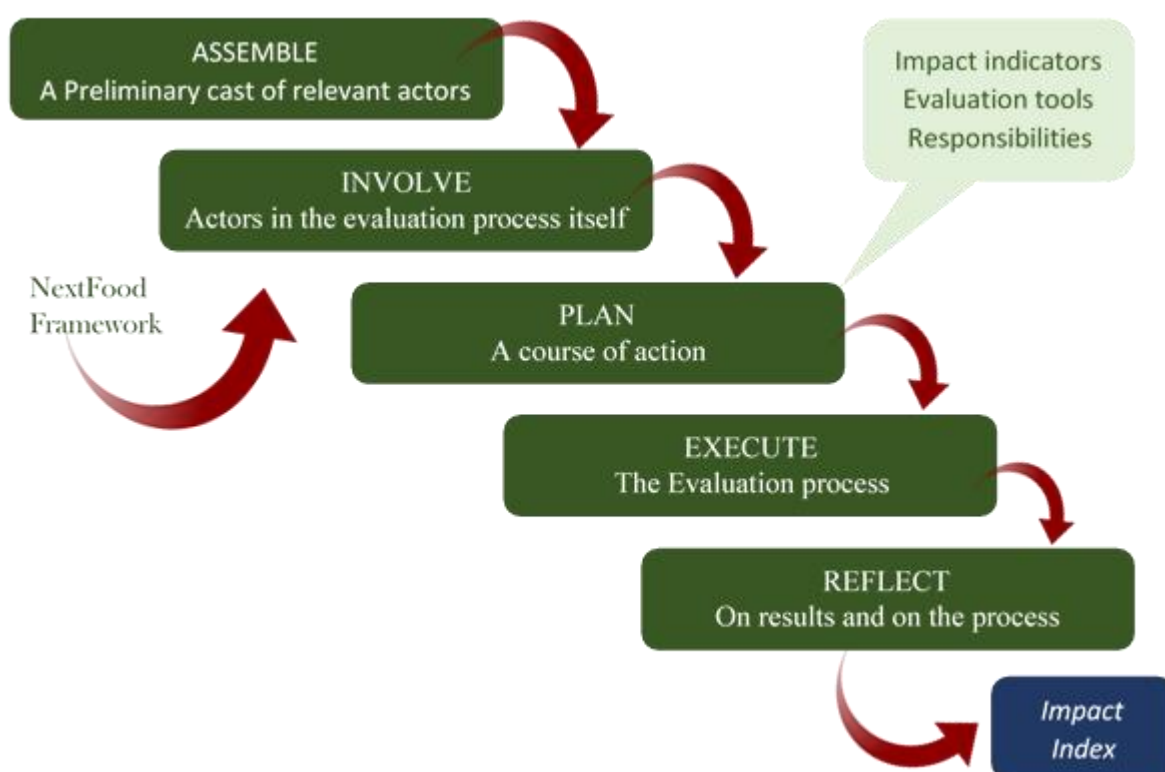 ASSEMBLE
A Preliminary cast of relevant actors
Impact indicators
Evaluation tools
Responsibilities
INVOLVE
Actors in the evaluation process itself
NextFood
Framework
PLAN
A course of action
EXECUTE
The Evaluation process
REFLECT
On results and on the process
Impact
Index